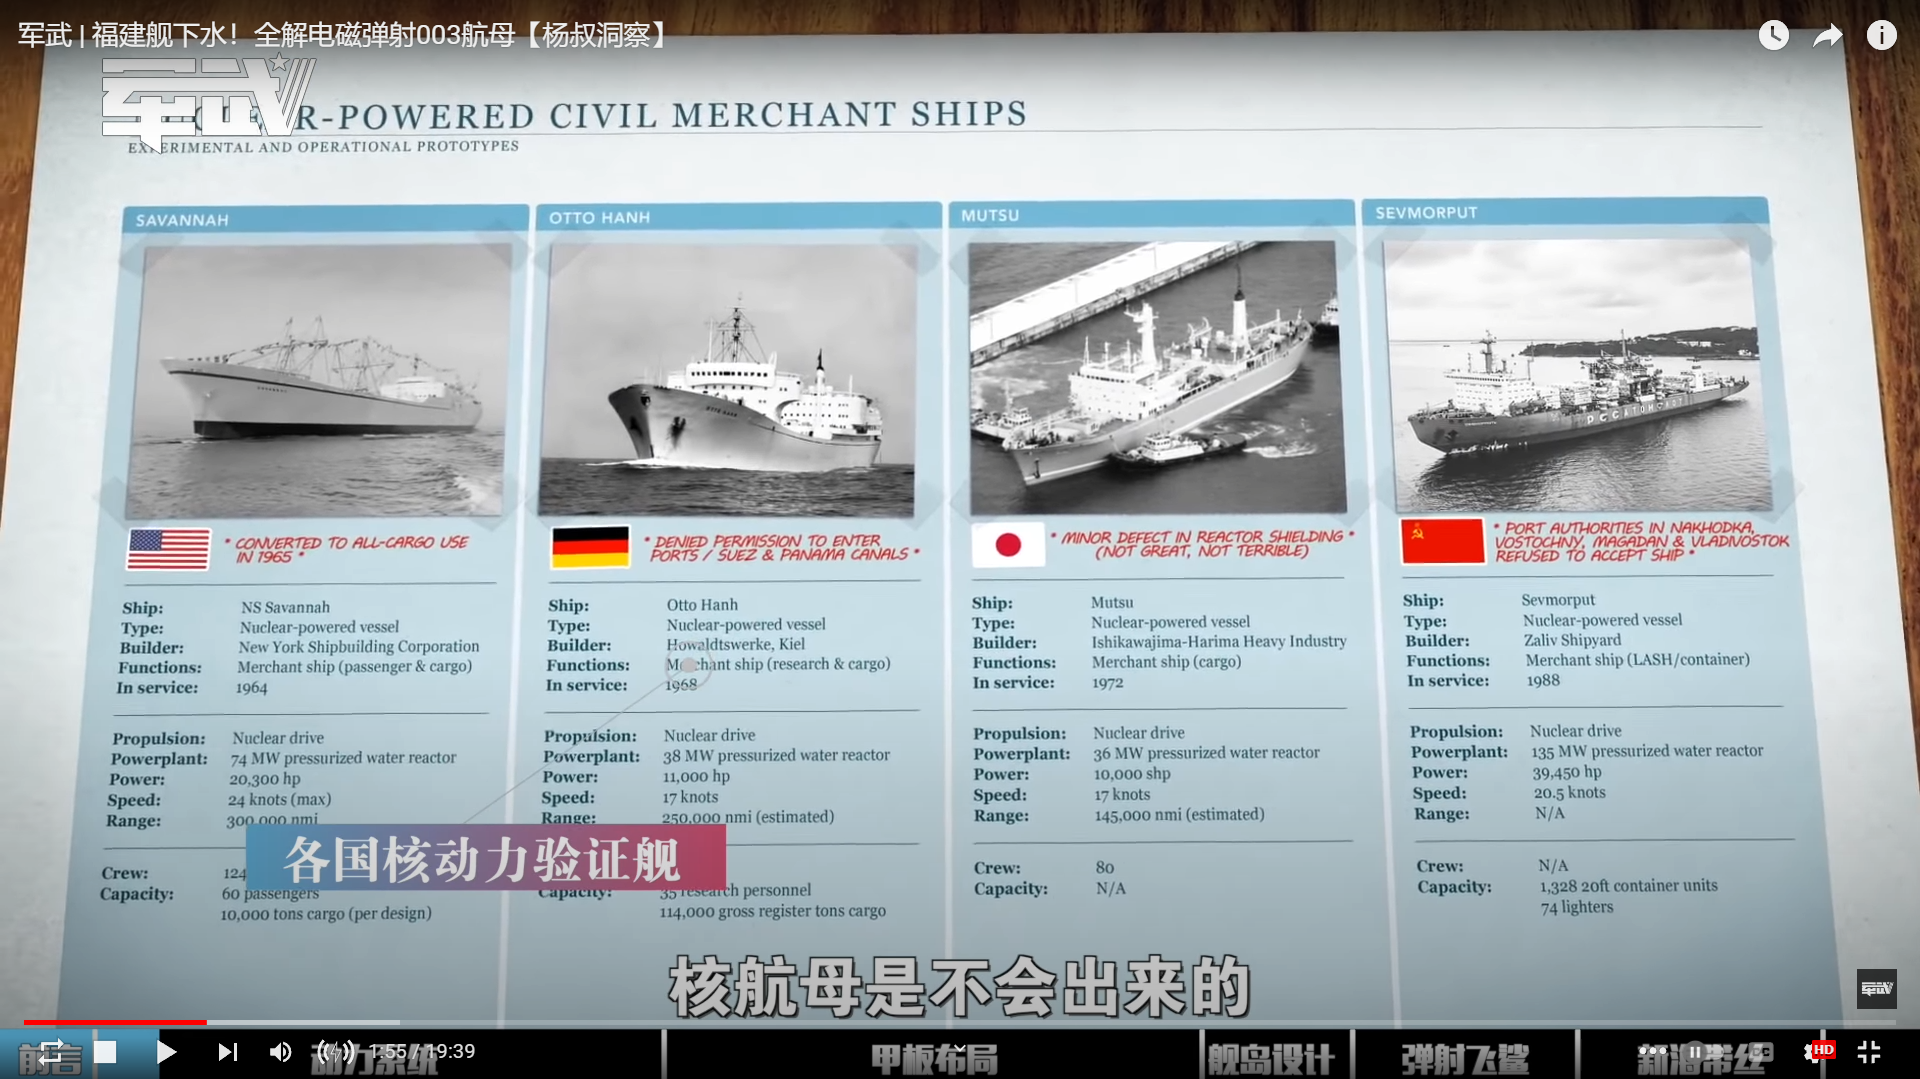 军武 | 福建舰下水！全解电磁弹射003航母【杨叔洞察】
军武
R-POWERED CIVIL MERCHANT SHIPS
EXPERIMENTAL AND OPERATIONAL PROTOTYPES
SAVANNAH
* CONVERTED TO ALL-CARGO USE
IN 1965 *
Ship: NS Savannah
Type: Nuclear-powered vessel
Builder: New York Shipbuilding Corporation
Functions: Merchant ship (passenger & cargo)
In service: 1964
Propulsion: Nuclear drive
Powerplant: 74 MW pressurized water reactor
Power: 20,300 hp
Speed: 24 knots (max)
Range: 300,000 nmi
Crew: 124
Capacity: 60 passengers
10,000 tons cargo (per design)
OTTO HANH
* DENIED PERMISSION TO ENTER
PORTS / SUEZ & PANAMA CANALS *
Ship: Otto Hanh
Type: Nuclear-powered vessel
Builder: Howaldtswerke, Kiel
Functions: Merchant ship (research & cargo)
In service: 1968
Propulsion: Nuclear drive
Powerplant: 38 MW pressurized water reactor
Power: 11,000 hp
Speed: 17 knots
Range: 250,000 nmi (estimated)
Capacity: 35 research personnel
114,000 gross register tons cargo
MUTSU
* MINOR DEFECT IN REACTOR SHIELDING *
(NOT GREAT, NOT TERRIBLE)
Ship: Mutsu
Type: Nuclear-powered vessel
Builder: Ishikawajima-Harima Heavy Industry
Functions: Merchant ship (cargo)
In service: 1972
Propulsion: Nuclear drive
Powerplant: 36 MW pressurized water reactor
Power: 10,000 shp
Speed: 17 knots
Range: 145,000 nmi (estimated)
Crew: 80
Capacity: N/A
SEVMORPUT
* PORT AUTHORITIES IN NAKHODKA,
VOSTOCHNY, MAGADAN & VLADIVOSTOK
REFUSED TO ACCEPT SHIP *
Ship: Sevmorput
Type: Nuclear-powered vessel
Builder: Zaliv Shipyard
Functions: Merchant ship (LASH/container)
In service: 1988
Propulsion: Nuclear drive
Powerplant: 135 MW pressurized water reactor
Power: 39,450 hp
Speed: 20.5 knots
Range: N/A
Crew: N/A
Capacity: 1,328 20ft container units
74 lighters
各国核动力验证舰
核航母是不会出来的
军武
1:55 / 19:39
HD
前言
动力系统
甲板布局
舰岛设计
弹射飞鲨
新海带丝